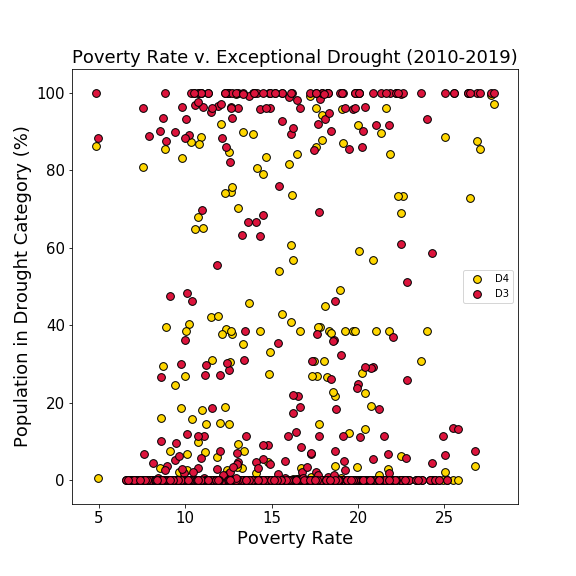 Poverty Rate v. Exceptional Drought (2010-2019)
Population in Drought Category (%)
100
80
60
40
20
0
D4
D3
5 10 15 20 25
Poverty Rate